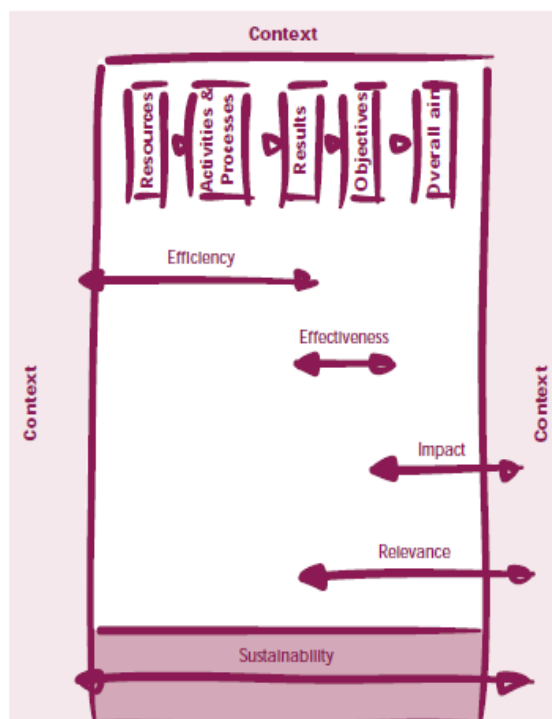 Context
Resources
Activities &
Processes
Results
Objectives
Overall aim
Efficiency
Effectiveness
Context
Context
Impact
Relevance
Sustainability